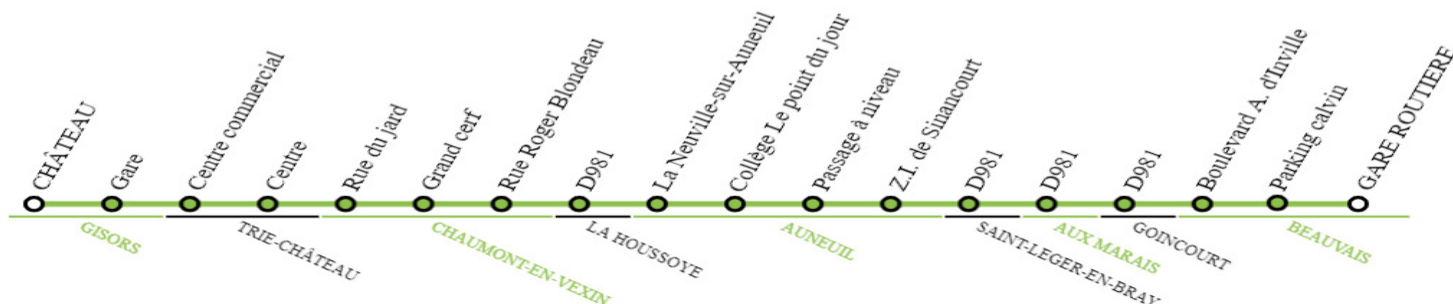 CHÂTEAU
Gare
Centre commercial
Centre
Rue du jard
Grand cerf
Rue Roger Blondeau
D981
La Neuville-sur-Auneuil
Collège Le point du jour
Passage à niveau
Z.I. de Sinancourt
D981
D981
D981
Boulevard A. d'Inville
Parking calvin
GARE ROUTIERE
GISORS
TRIE-CHÂTEAU
CHAUMONT-EN-VEXIN
LA HOUSSOYE
AUNEUIL
SAINT-LEGER-EN-BRAY
AUX MARAIS
GOINCOURT
BEAUVAIS